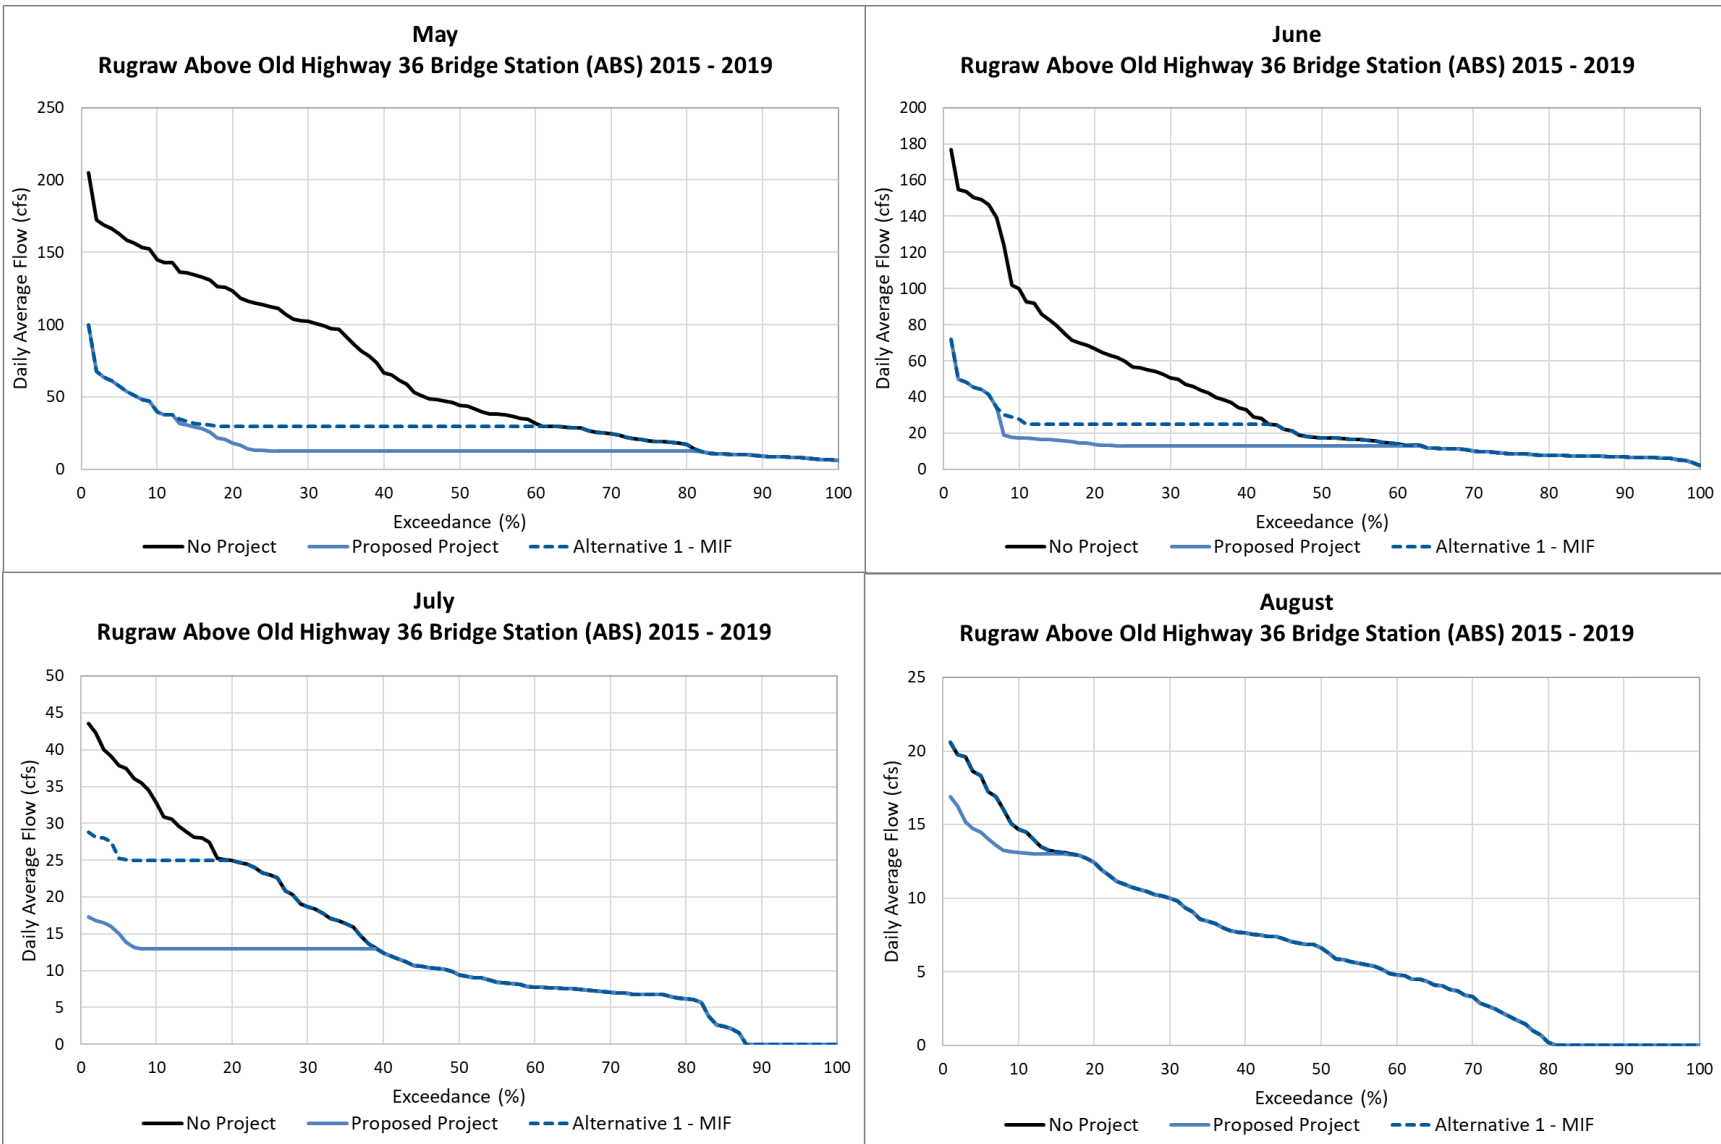 May
Rugraw Above Old Highway 36 Bridge Station (ABS) 2015 - 2019
Daily Average Flow (cfs)
250
200
150
100
50
0
0 10 20 30 40 50 60 70 80 90 100
Exceedance (%)
No Project Proposed Project Alternative 1 - MIF
June
Rugraw Above Old Highway 36 Bridge Station (ABS) 2015 - 2019
Daily Average Flow (cfs)
200
180
160
140
120
100
80
60
40
20
0
0 10 20 30 40 50 60 70 80 90 100
Exceedance (%)
No Project Proposed Project Alternative 1 - MIF
July
Rugraw Above Old Highway 36 Bridge Station (ABS) 2015 - 2019
Daily Average Flow (cfs)
50
45
40
35
30
25
20
15
10
5
0
0 10 20 30 40 50 60 70 80 90 100
Exceedance (%)
No Project Proposed Project Alternative 1 - MIF
August
Rugraw Above Old Highway 36 Bridge Station (ABS) 2015 - 2019
Daily Average Flow (cfs)
25
20
15
10
5
0
0 10 20 30 40 50 60 70 80 90 100
Exceedance (%)
No Project Proposed Project Alternative 1 - MIF